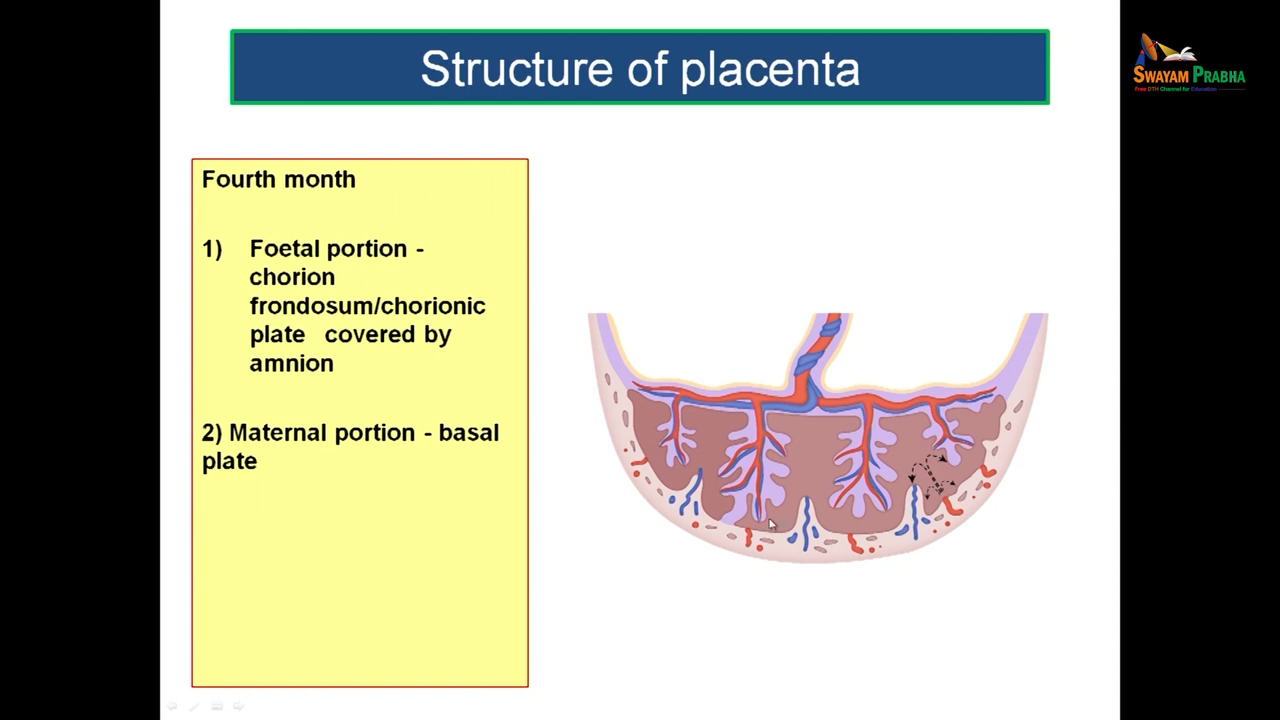 Structure of placenta
SWAYAM PRABHA
Free DTH Channel for Education
Fourth month
1) Foetal portion -
chorion
frondosum/chorionic
plate covered by
amnion
2) Maternal portion - basal
plate